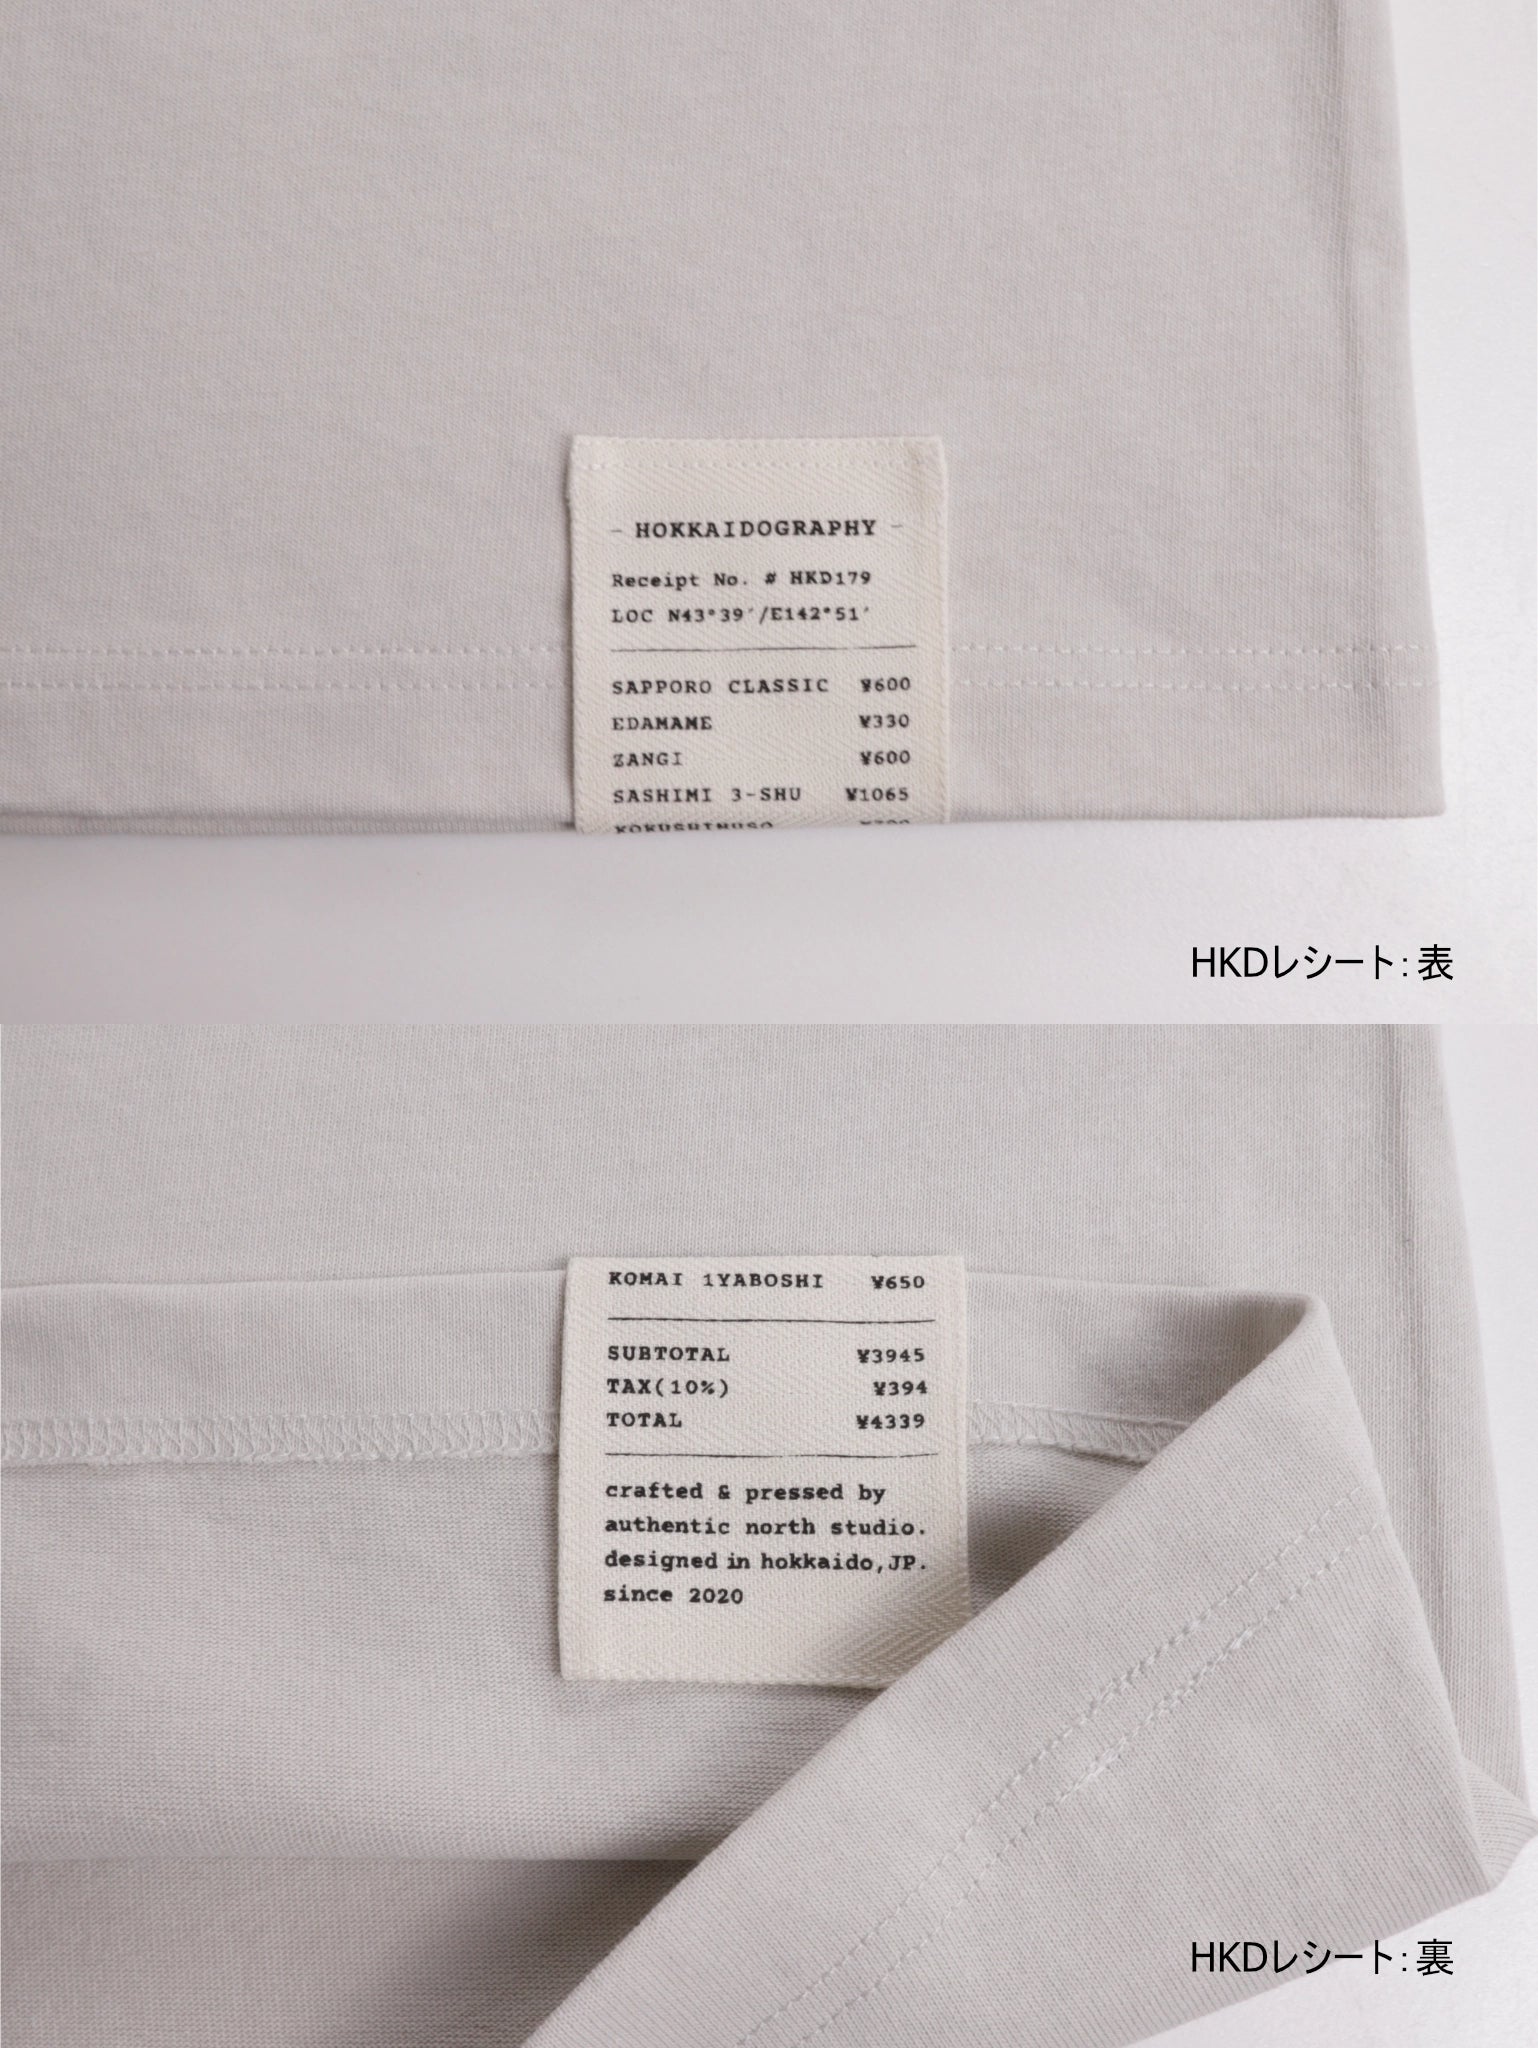 - HOKKAIDOGRAPHY -
Receipt No. # HKD179
LOC N43°39′/E142°51′
SAPPORO CLASSIC ¥600
EDAMAME ¥330
ZANGI ¥600
SASHIMI 3-SHU ¥1065
HKDレシート：表
KOMAI 1YABOSHI ¥650
SUBTOTAL ¥3945
TAX(10%) ¥394
TOTAL ¥4339
crafted & pressed by
authentic north studio.
designed in hokkaido,JP.
since 2020
HKDレシート：裏